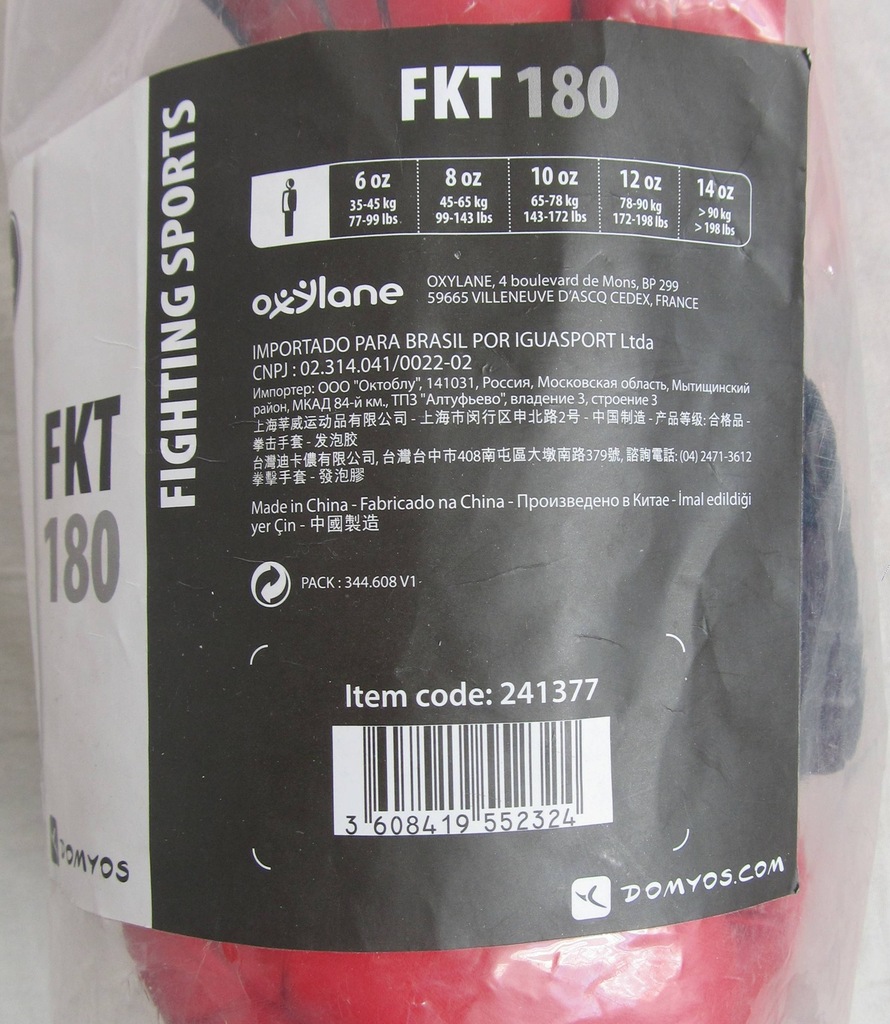 FKT 180
FIGHTING SPORTS
6 oz 8 oz 10 oz 12 oz 14 oz
35-45 kg 45-65 kg 65-78 kg 78-90 kg > 90 kg
77-99 lbs 99-143 lbs 143-172 lbs 172-198 lbs > 198 lbs
oxylane
OXYLANE, 4 boulevard de Mons, BP 299
59665 VILLENEUVE D'ASCQ CEDEX, FRANCE
IMPORTADO PARA BRASIL POR IGUASPORT Ltda
CNPJ : 02.314.041/0022-02
Импортер: ООО "Октоблу", 141031, Россия, Московская область, Мытищинский
район, МКАД 84-й км., ТПЗ "Алтуфьево", владение 3, строение 3
上海莘威运动品有限公司 - 上海市闵行区申北路2号 - 中国制造 - 产品等级: 合格品 -
拳击手套 - 发泡胶
台灣迪卡儂有限公司, 台灣台中市408南屯區大墩南路379號, 諮詢電話: (04) 2471-3612
拳擊手套 - 發泡膠
Made in China - Fabricado na China - Произведено в Китае - İmal edildiği
yer Çin - 中國製造
PACK : 344.608 V1
Item code: 241377
3 608419 552324
DOMYOS.COM
FKT
180
DOMYOS